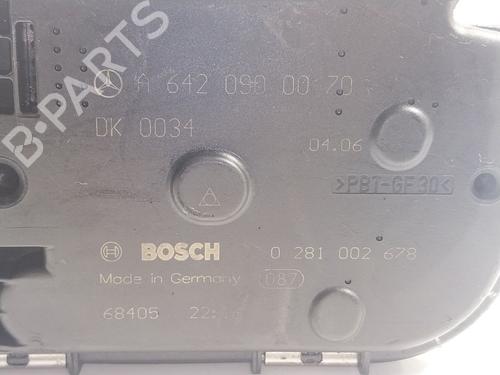 B-PARTS
A 642 090 00 70
DK 0034
04.06
>PBT-GF30<
BOSCH 0 281 002 678
Made in Germany 087
68405